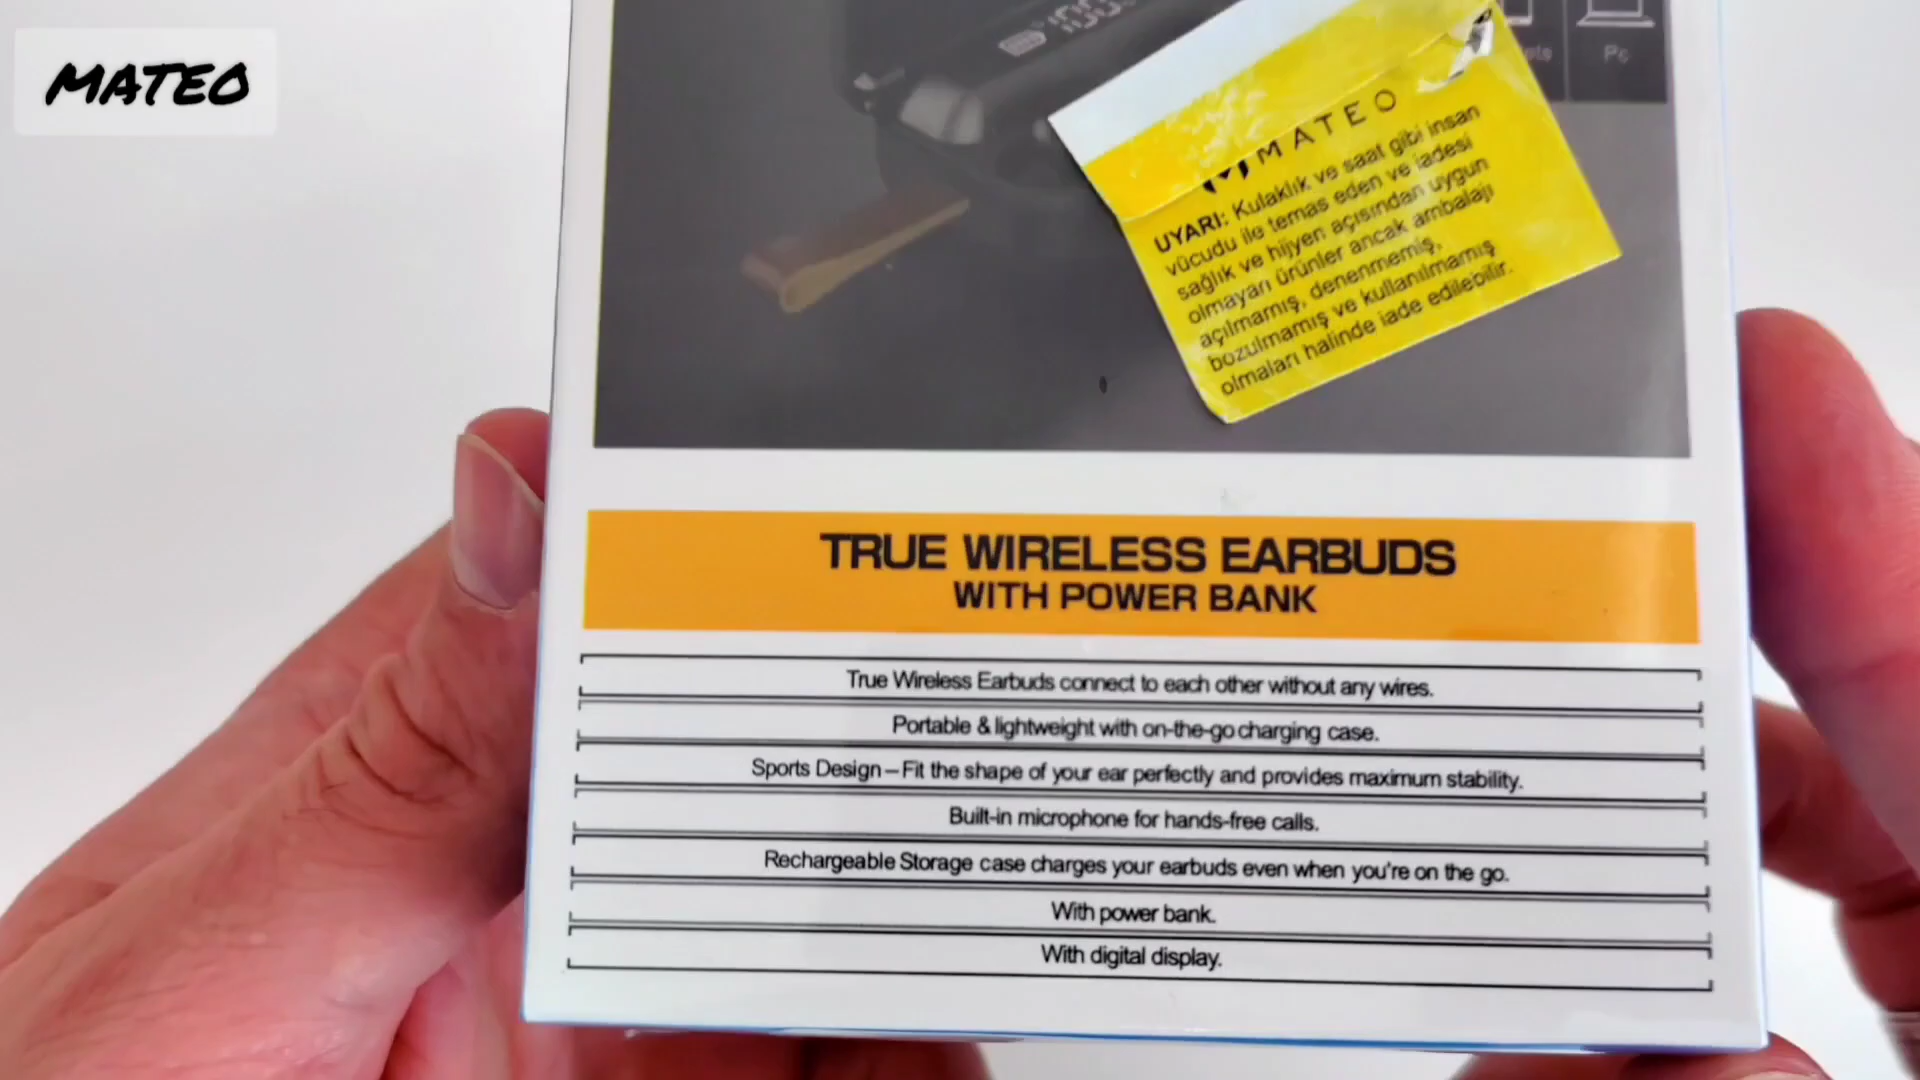 MATEO
100
Pc
MATEO
UYARI: Kulaklık ve saat gibi insan
vücudu ile temas eden ve iadesi
sağlık ve hijyen açısından uygun
olmayan ürünler ancak ambalajı
açılmamış, denenmemiş,
bozulmamış ve kullanılmamış
olmaları halinde iade edilebilir.
TRUE WIRELESS EARBUDS
WITH POWER BANK
True Wireless Earbuds connect to each other without any wires.
Portable & lightweight with on-the-go charging case.
Sports Design – Fit the shape of your ear perfectly and provides maximum stability.
Built-in microphone for hands-free calls.
Rechargeable Storage case charges your earbuds even when you're on the go.
With power bank.
With digital display.